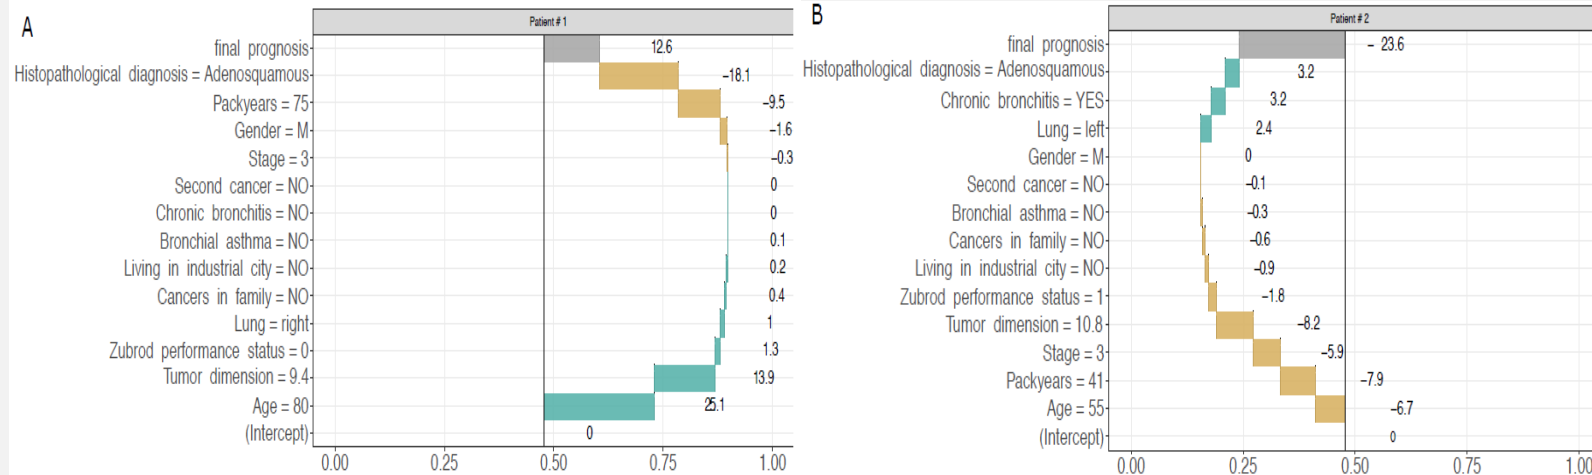 A
Patient # 1
final prognosis 12.6
Histopathological diagnosis = Adenosquamous −18.1
Packyears = 75 −9.5
Gender = M −1.6
Stage = 3 −0.3
Second cancer = NO 0
Chronic bronchitis = NO 0
Bronchial asthma = NO 0.1
Living in industrial city = NO 0.2
Cancers in family = NO 0.4
Lung = right 1
Zubrod performance status = 0 1.3
Tumor dimension = 9.4 13.9
Age = 80 25.1
(Intercept) 0
0.00 0.25 0.50 0.75 1.00
B
Patient # 2
final prognosis − 23.6
Histopathological diagnosis = Adenosquamous 3.2
Chronic bronchitis = YES 3.2
Lung = left 2.4
Gender = M 0
Second cancer = NO −0.1
Bronchial asthma = NO −0.3
Cancers in family = NO −0.6
Living in industrial city = NO −0.9
Zubrod performance status = 1 −1.8
Tumor dimension = 10.8 −8.2
Stage = 3 −5.9
Packyears = 41 −7.9
Age = 55 −6.7
(Intercept) 0
0.00 0.25 0.50 0.75 1.00